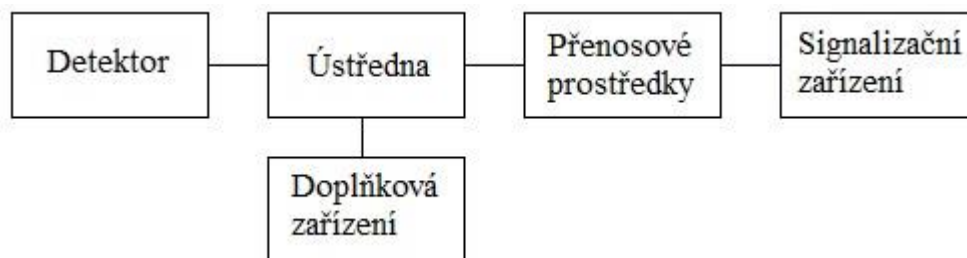 Detektor
Ústředna
Přenosové
prostředky
Signalizační
zařízení
Doplňková
zařízení